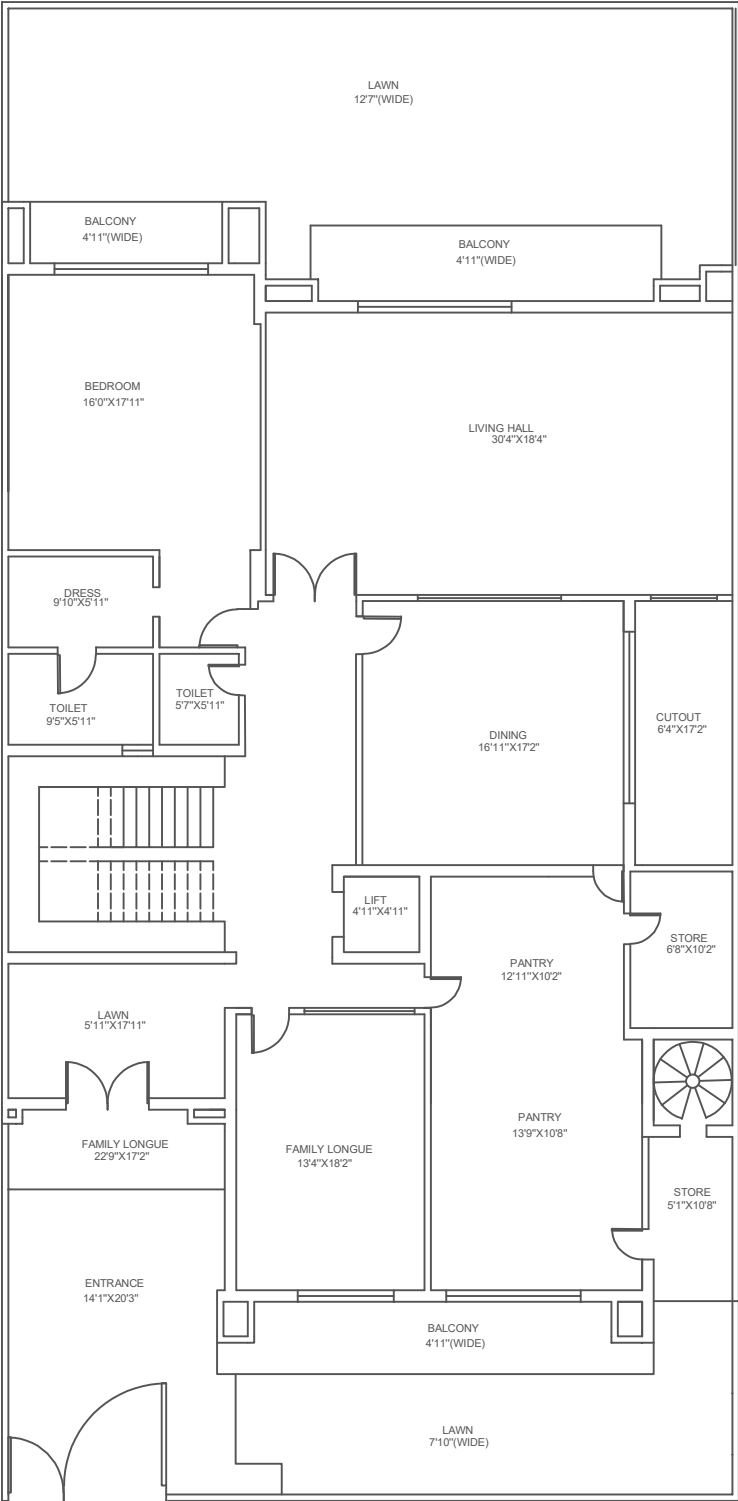 LAWN
12'7"(WIDE)
BALCONY
4'11"(WIDE)
BALCONY
4'11"(WIDE)
BEDROOM
16'0"X17'11"
LIVING HALL
30'4"X18'4"
DRESS
9'10"X5'11"
TOILET
9'5"X5'11"
TOILET
5'7"X5'11"
DINING
16'11"X17'2"
CUTOUT
6'4"X17'2"
LIFT
4'11"X4'11"
PANTRY
12'11"X10'2"
STORE
6'8"X10'2"
LAWN
5'11"X17'11"
FAMILY LONGUE
22'9"X17'2"
FAMILY LONGUE
13'4"X18'2"
PANTRY
13'9"X10'8"
STORE
5'1"X10'8"
ENTRANCE
14'1"X20'3"
BALCONY
4'11"(WIDE)
LAWN
7'10"(WIDE)